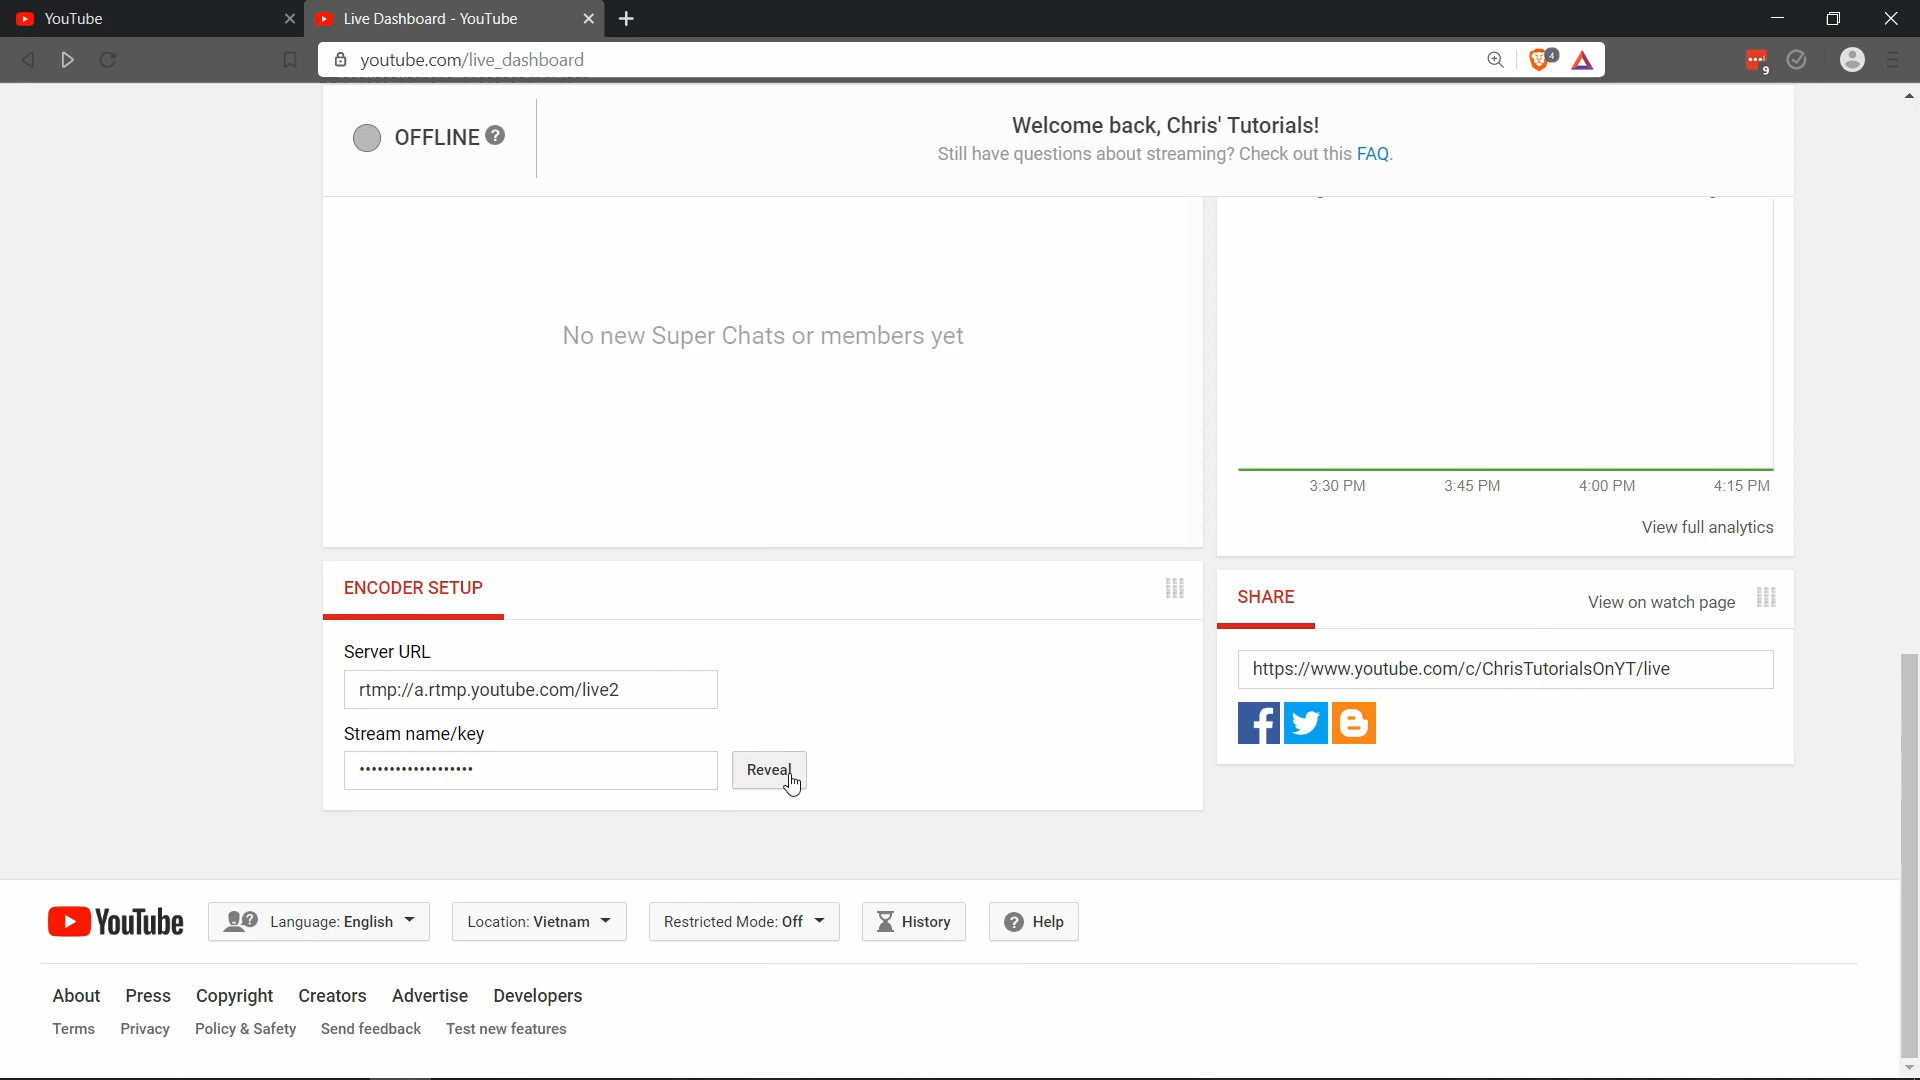 YouTube
Live Dashboard - YouTube
youtube.com/live_dashboard
4
9
OFFLINE
Welcome back, Chris' Tutorials!
Still have questions about streaming? Check out this FAQ.
No new Super Chats or members yet
3:30 PM 3:45 PM 4:00 PM 4:15 PM
View full analytics
ENCODER SETUP
Server URL
rtmp://a.rtmp.youtube.com/live2
Stream name/key
•••••••••••••••••••
Reveal
SHARE
View on watch page
https://www.youtube.com/c/ChrisTutorialsOnYT/live
YouTube
Language: English
Location: Vietnam
Restricted Mode: Off
History
Help
About Press Copyright Creators Advertise Developers
Terms Privacy Policy & Safety Send feedback Test new features